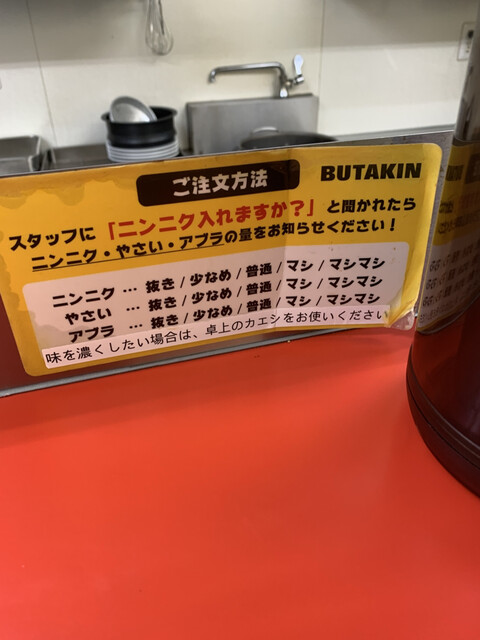 ご注文方法
BUTAKIN
スタッフに「ニンニク入れますか？」と聞かれたら
ニンニク・やさい・アブラの量をお知らせください！
ニンニク … 抜き / 少なめ / 普通 / マシ / マシマシ
やさい … 抜き / 少なめ / 普通 / マシ / マシマシ
アブラ … 抜き / 少なめ / 普通 / マシ / マシマシ
味を濃くしたい場合は、卓上のカエシをお使いください